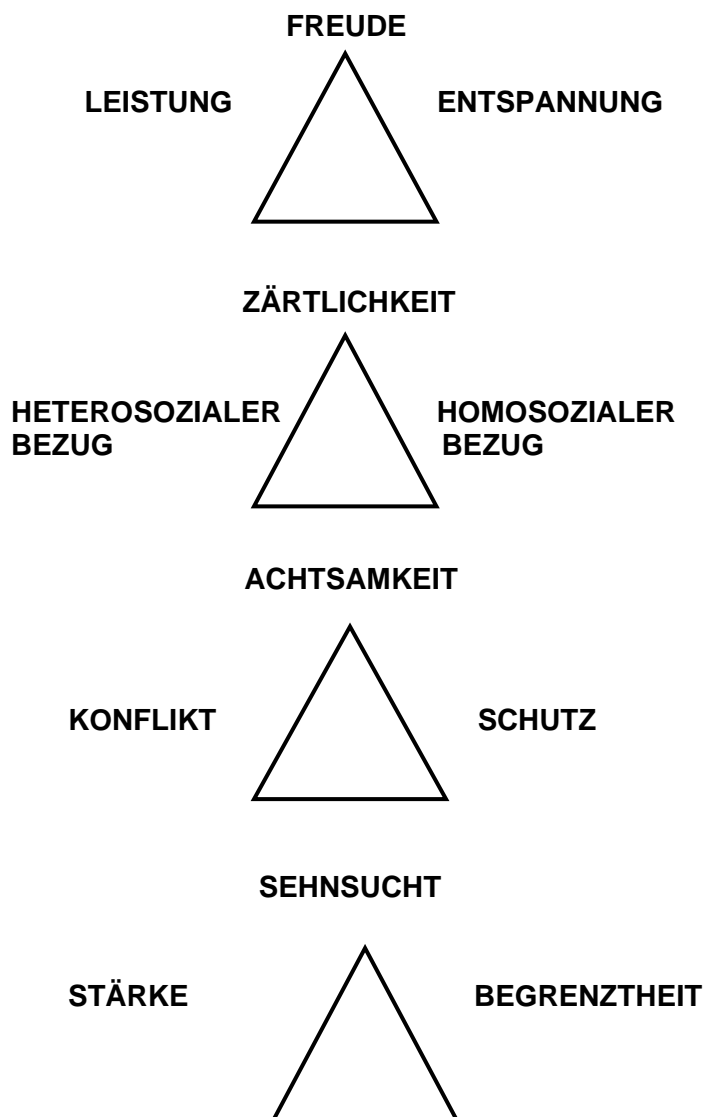 FREUDE
LEISTUNG ENTSPANNUNG
ZÄRTLICHKEIT
HETEROSOZIALER HOMOSOZIALER
BEZUG BEZUG
ACHTSAMKEIT
KONFLIKT SCHUTZ
SEHNSUCHT
STÄRKE BEGRENZTHEIT